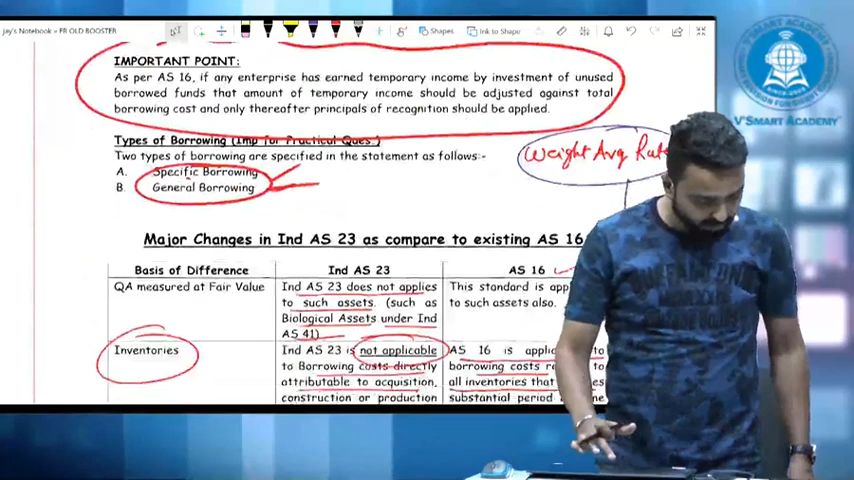 jay's Notebook » FR OLD BOOSTER
Shapes
Ink to Shape
V'SMART ACADEMY
V'Smart Academy
IMPORTANT POINT:
As per AS 16, if any enterprise has earned temporary income by investment of unused
borrowed funds that amount of temporary income should be adjusted against total
borrowing cost and only thereafter principals of recognition should be applied.
Types of Borrowing (Imp for Practical Ques.)
Two types of borrowing are specified in the statement as follows:-
A. Specific Borrowing
B. General Borrowing
Weight Avg Rate
Major Changes in Ind AS 23 as compare to existing AS 16
Basis of Difference Ind AS 23 AS 16
QA measured at Fair Value Ind AS 23 does not applies This standard is
to such assets. (such as to such assets also.
Biological Assets under Ind
AS 41)
Inventories Ind AS 23 is not applicable AS 16 is to
to Borrowing costs directly borrowing costs
attributable to acquisition, all inventories that
construction or production substantial period